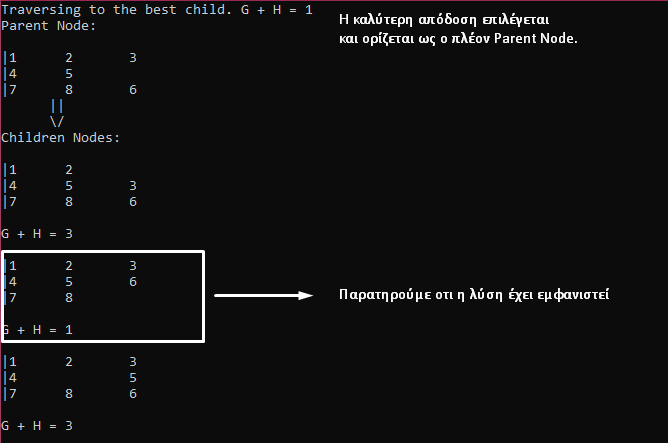 Traversing to the best child. G + H = 1
Η καλύτερη απόδοση επιλέγεται
και ορίζεται ως ο πλέον Parent Node.
Parent Node:
|1 2 3
|4 5
|7 8 6
||
\/
Children Nodes:
|1 2
|4 5 3
|7 8 6
G + H = 3
|1 2 3
|4 5 6
|7 8
Παρατηρούμε οτι η λύση έχει εμφανιστεί
G + H = 1
|1 2 3
|4 5
|7 8 6
G + H = 3